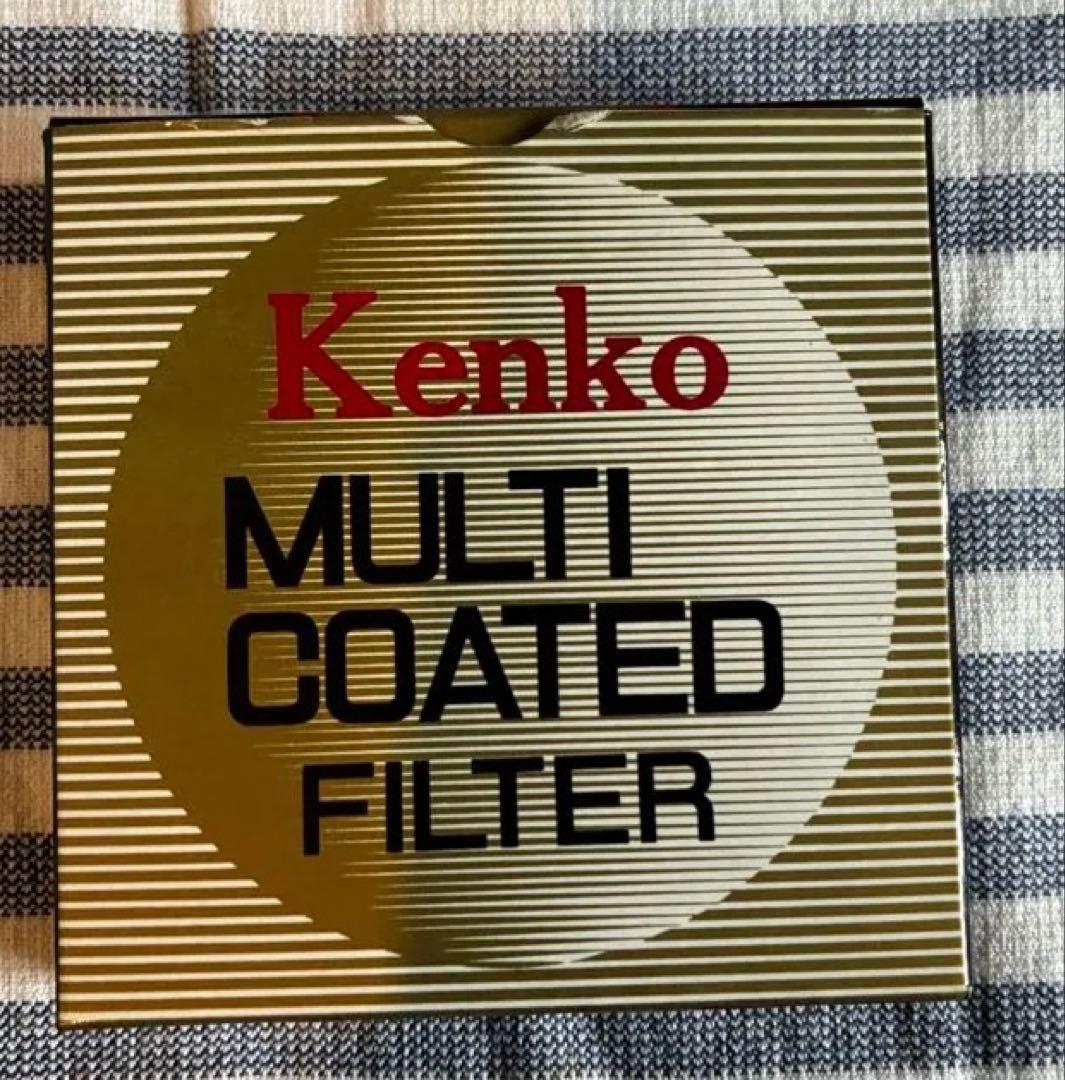 Kenko
MULTI
COATED
FILTER